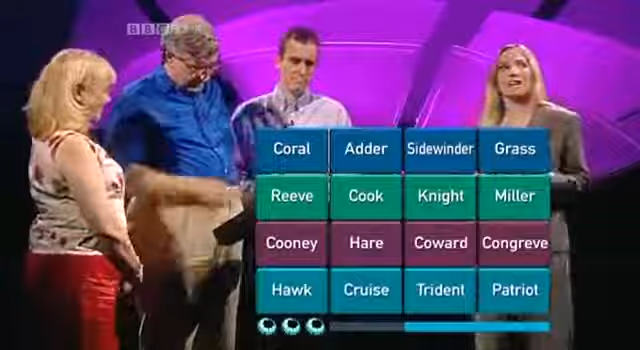 BBC
Coral Adder Sidewinder Grass
Reeve Cook Knight Miller
Cooney Hare Coward Congreve
Hawk Cruise Trident Patriot